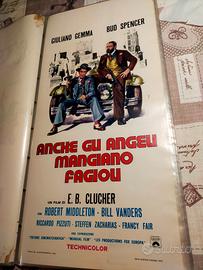 GIULIANO GEMMA BUD SPENCER
ANCHE GLI ANGELI
MANGIANO
FAGIOLI
UN FILM DI E. B. CLUCHER
CON ROBERT MIDDLETON - BILL VANDERS
RICCARDO PIZZUTI - STEFFEN ZACHARIAS - FRANCY FAIR
TECHNICOLOR
subito